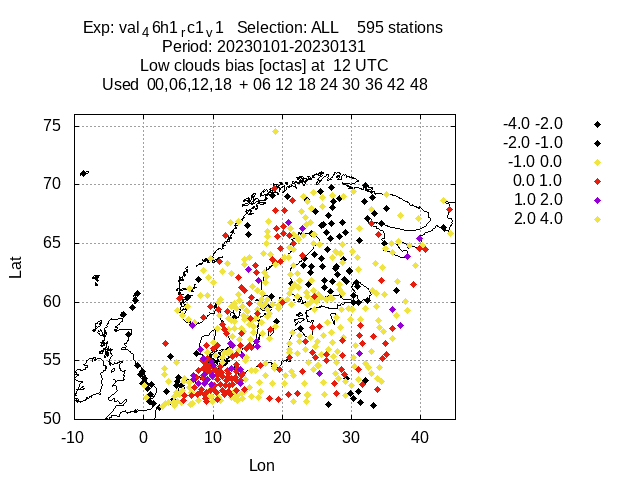 Exp: val46h1rc1v1 Selection: ALL 595 stations
Period: 20230101-20230131
Low clouds bias [octas] at 12 UTC
Used 00,06,12,18 + 06 12 18 24 30 36 42 48
-4.0 -2.0
-2.0 -1.0
-1.0 0.0
0.0 1.0
1.0 2.0
2.0 4.0
75
70
65
60
55
50
Lat
-10 0 10 20 30 40
Lon